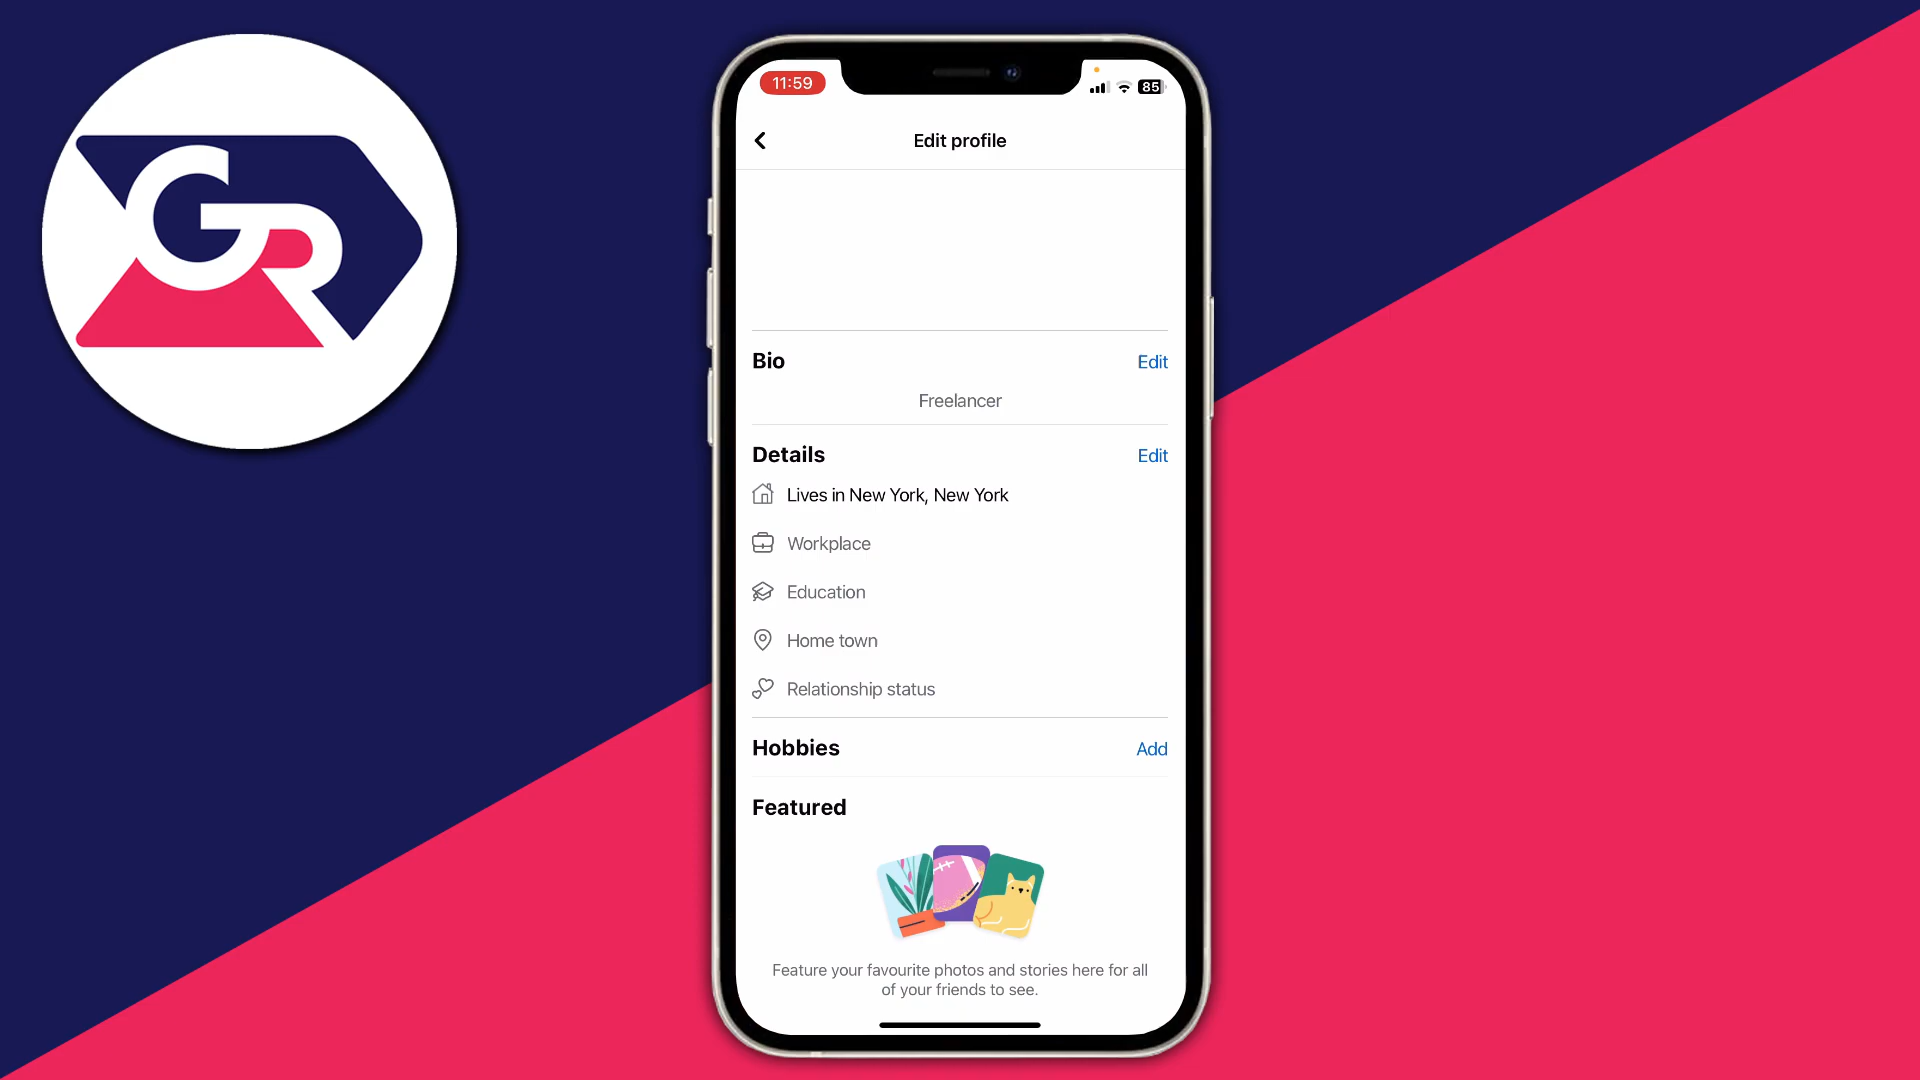 GR
11:59
85
Edit profile
Bio
Edit
Freelancer
Details
Edit
Lives in New York, New York
Workplace
Education
Home town
Relationship status
Hobbies
Add
Featured
Feature your favourite photos and stories here for all
of your friends to see.